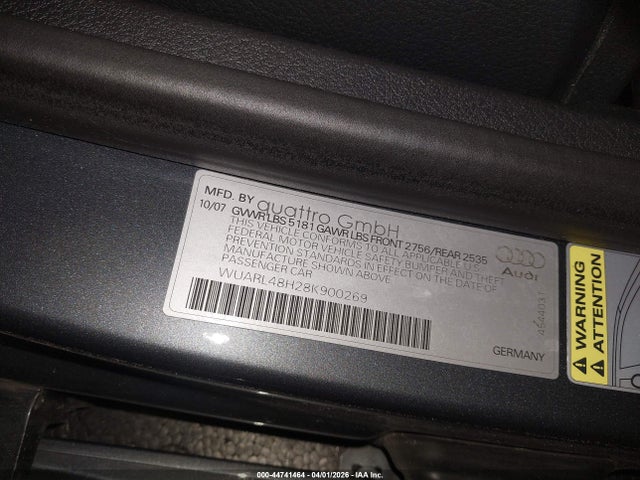 MFD. BY quattro GmbH
10/07 GVWR LBS 5181 GAWR LBS FRONT 2756/REAR 2535
THIS VEHICLE CONFORMS TO ALL APPLICABLE U.S.
FEDERAL MOTOR VEHICLE SAFETY BUMPER AND THEFT
PREVENTION STANDARDS IN EFFECT ON THE DATE OF
MANUFACTURE SHOWN ABOVE
PASSENGER CAR
WUARL48H28K900269
Audi
GERMANY
WARNING
ATTENTION
000-44741464 - 04/01/2026 - IAA Inc.